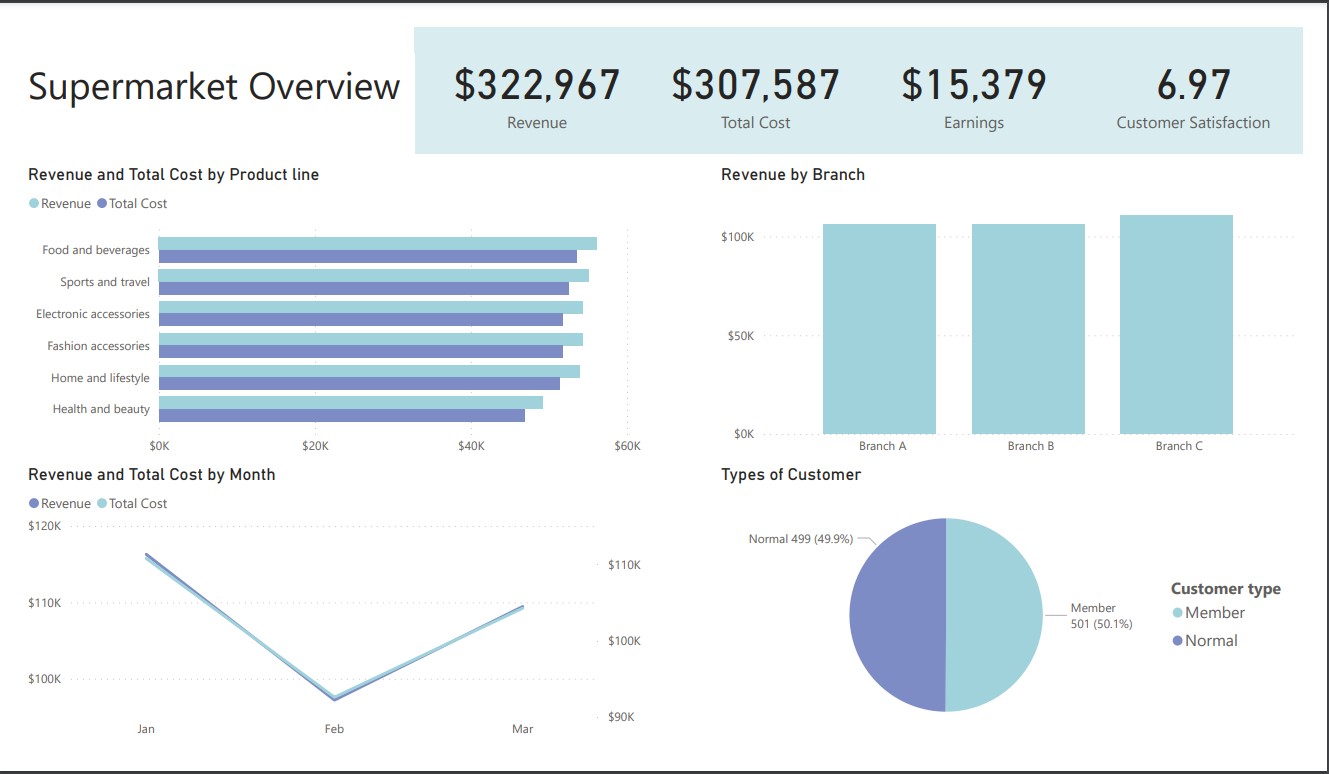 Supermarket Overview
$322,967
Revenue
$307,587
Total Cost
$15,379
Earnings
6.97
Customer Satisfaction
Revenue and Total Cost by Product line
Revenue Total Cost
Food and beverages
Sports and travel
Electronic accessories
Fashion accessories
Home and lifestyle
Health and beauty
$0K $20K $40K $60K
Revenue by Branch
$100K
$50K
$0K
Branch A Branch B Branch C
Revenue and Total Cost by Month
Revenue Total Cost
$120K
$110K
$100K
$110K
$100K
$90K
Jan Feb Mar
Types of Customer
Normal 499 (49.9%)
Member
501 (50.1%)
Customer type
Member
Normal